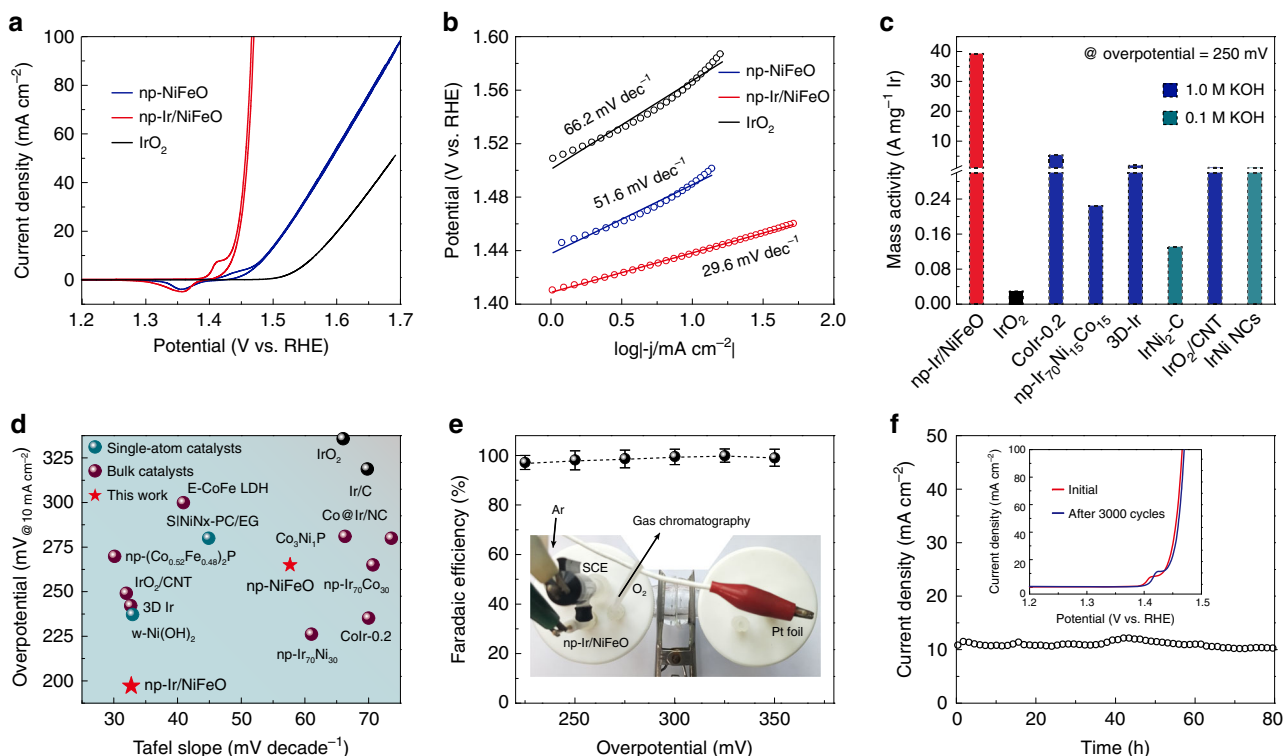 a
100
80
60
40
20
0
Current density (mA cm⁻²)
np-NiFeO
np-Ir/NiFeO
IrO₂
1.2 1.3 1.4 1.5 1.6 1.7
Potential (V vs. RHE)
b
1.60
1.56
1.52
1.48
1.44
1.40
Potential (V vs. RHE)
66.2 mV dec⁻¹
51.6 mV dec⁻¹
29.6 mV dec⁻¹
np-NiFeO
np-Ir/NiFeO
IrO₂
0.0 0.5 1.0 1.5 2.0
log|-j/mA cm⁻²|
c
40
30
20
10
0.24
0.16
0.08
0.00
Mass activity (A mg⁻¹ Ir)
@ overpotential = 250 mV
1.0 M KOH
0.1 M KOH
np-Ir/NiFeO
IrO₂
CoIr-0.2
np-Ir₇₀Ni₁₅Co₁₅
3D-Ir
IrNi₂-C
IrO₂/CNT
IrNi NCs
d
325
300
275
250
225
200
Overpotential (mV@10 mA cm⁻²)
Single-atom catalysts
Bulk catalysts
This work
IrO₂
Ir/C
E-CoFe LDH
S|NiNx-PC/EG
Co@Ir/NC
Co₃Ni₁P
np-(Co₀.₅₂Fe₀.₄₈)₂P
np-NiFeO
np-Ir₇₀Co₃₀
IrO₂/CNT
3D Ir
w-Ni(OH)₂
CoIr-0.2
np-Ir₇₀Ni₃₀
np-Ir/NiFeO
30 40 50 60 70
Tafel slope (mV decade⁻¹)
e
120
100
80
60
40
20
0
Faradaic efficiency (%)
Ar
Gas chromatography
SCE
O₂
np-Ir/NiFeO
Pt foil
250 300 350
Overpotential (mV)
f
50
40
30
20
10
0
Current density (mA cm⁻²)
100
80
60
40
20
0
Current density (mA cm⁻²)
Initial
After 3000 cycles
1.2 1.3 1.4 1.5
Potential (V vs. RHE)
0 20 40 60 80
Time (h)